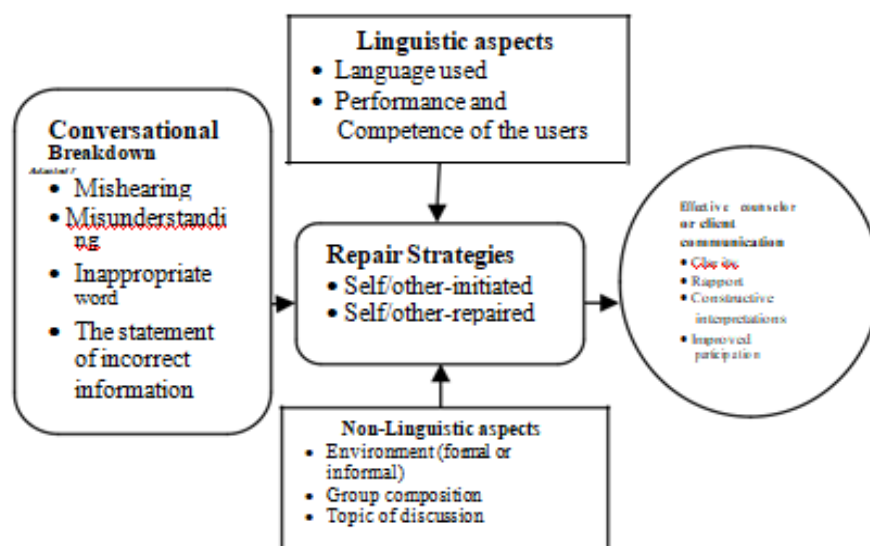 Linguistic aspects
• Language used
• Performance and
Competence of the users
Conversational
Breakdown
• Mishearing
• Misunderstandi
ng
• Inappropriate
word
• The statement
of incorrect
information
Repair Strategies
• Self/other-initiated
• Self/other-repaired
Effective counselor
or client
communication
• Rapport
• Constructive
interpretations
• Improved
participation
Non-Linguistic aspects
• Environment (formal or
informal)
• Group composition
• Topic of discussion